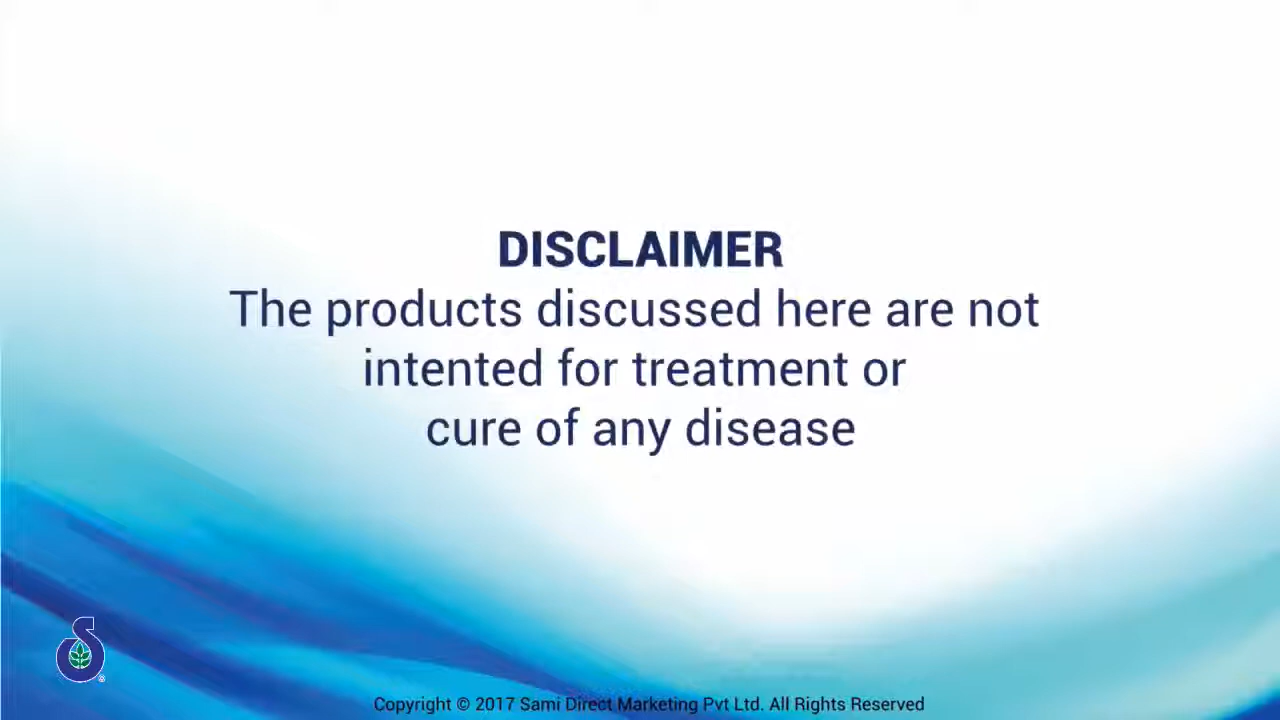 DISCLAIMER
The products discussed here are not
intented for treatment or
cure of any disease
Copyright © 2017 Sami Direct Marketing Pvt Ltd. All Rights Reserved